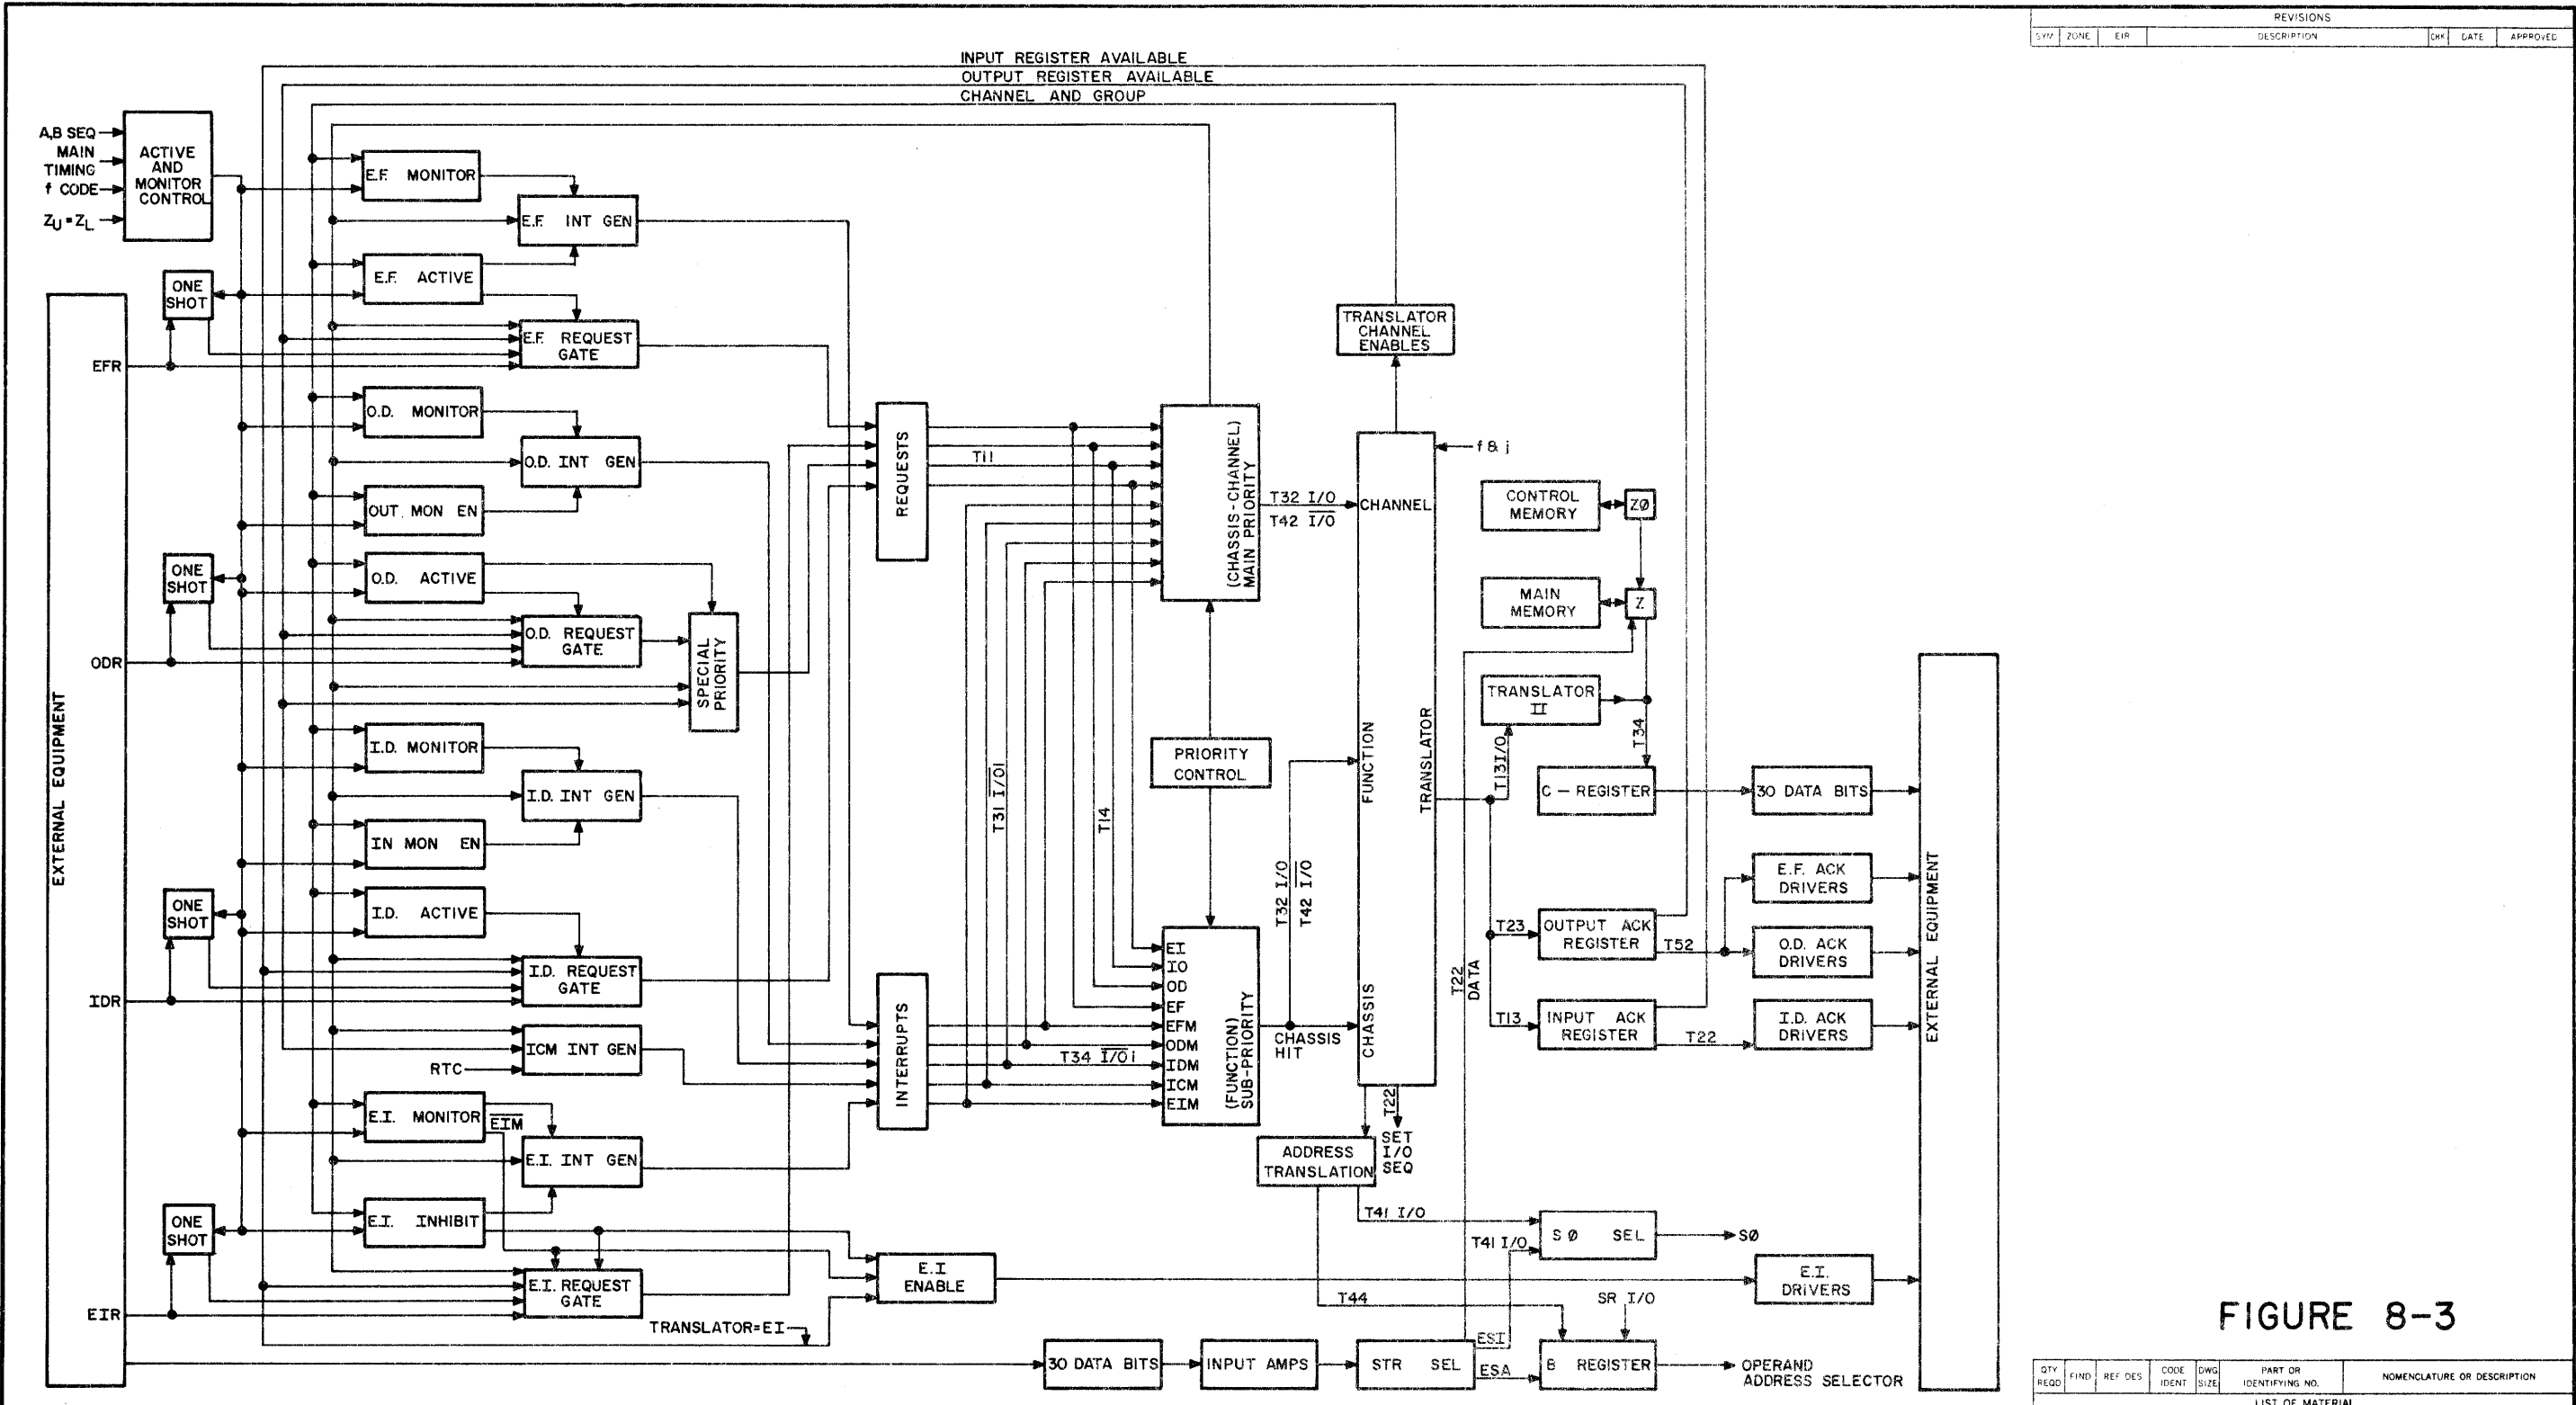 REVISIONS
SYM ZONE EIR DESCRIPTION CHK DATE APPROVED
INPUT REGISTER AVAILABLE
OUTPUT REGISTER AVAILABLE
CHANNEL AND GROUP
A,B SEQ
MAIN
TIMING
f CODE
ZU = ZL
ACTIVE
AND
MONITOR
CONTROL
E.F. MONITOR
E.F. INT GEN
E.F. ACTIVE
ONE
SHOT
E.F. REQUEST
GATE
EFR
TRANSLATOR
CHANNEL
ENABLES
O.D. MONITOR
O.D. INT GEN
OUT MON EN
O.D. ACTIVE
ONE
SHOT
O.D. REQUEST
GATE
ODR
SPECIAL
PRIORITY
EXTERNAL EQUIPMENT
I.D. MONITOR
I.D. INT GEN
IN MON EN
I.D. ACTIVE
ONE
SHOT
I.D. REQUEST
GATE
IDR
ICM INT GEN
RTC
E.I. MONITOR
EIM
E.I. INT GEN
E.I. INHIBIT
ONE
SHOT
E.I. REQUEST
GATE
EIR
TRANSLATOR=EI
E.I
ENABLE
REQUESTS
T11
INTERRUPTS
T31 I/O1
T14
T34 I/O1
(CHASSIS-CHANNEL)
MAIN PRIORITY
PRIORITY
CONTROL
EI
IO
OD
EF
EFM
ODM
IDM
ICM
EIM
(FUNCTION)
SUB-PRIORITY
T32 I/O
T42 I/O
T32 I/O
T42 I/O
CHASSIS
HIT
CHANNEL
FUNCTION
CHASSIS
TRANSLATOR
f & j
CONTROL
MEMORY
ZØ
MAIN
MEMORY
Z
TRANSLATOR
II
T13 I/O
T34
C - REGISTER
30 DATA BITS
E.F. ACK
DRIVERS
T23
OUTPUT ACK
REGISTER
T52
O.D. ACK
DRIVERS
T22
DATA
T13
INPUT ACK
REGISTER
T22
I.D. ACK
DRIVERS
EXTERNAL EQUIPMENT
T22
SET
I/O
SEQ
ADDRESS
TRANSLATION
T41 I/O
T41 I/O
SØ SEL
SØ
E.I.
DRIVERS
T44
SR I/O
30 DATA BITS
INPUT AMPS
STR SEL
ESI
ESA
B REGISTER
OPERAND
ADDRESS SELECTOR
FIGURE 8-3
QTY
REQD
FIND
REF DES
CODE
IDENT
DWG
SIZE
PART OR
IDENTIFYING NO.
NOMENCLATURE OR DESCRIPTION
LIST OF MATERIAL